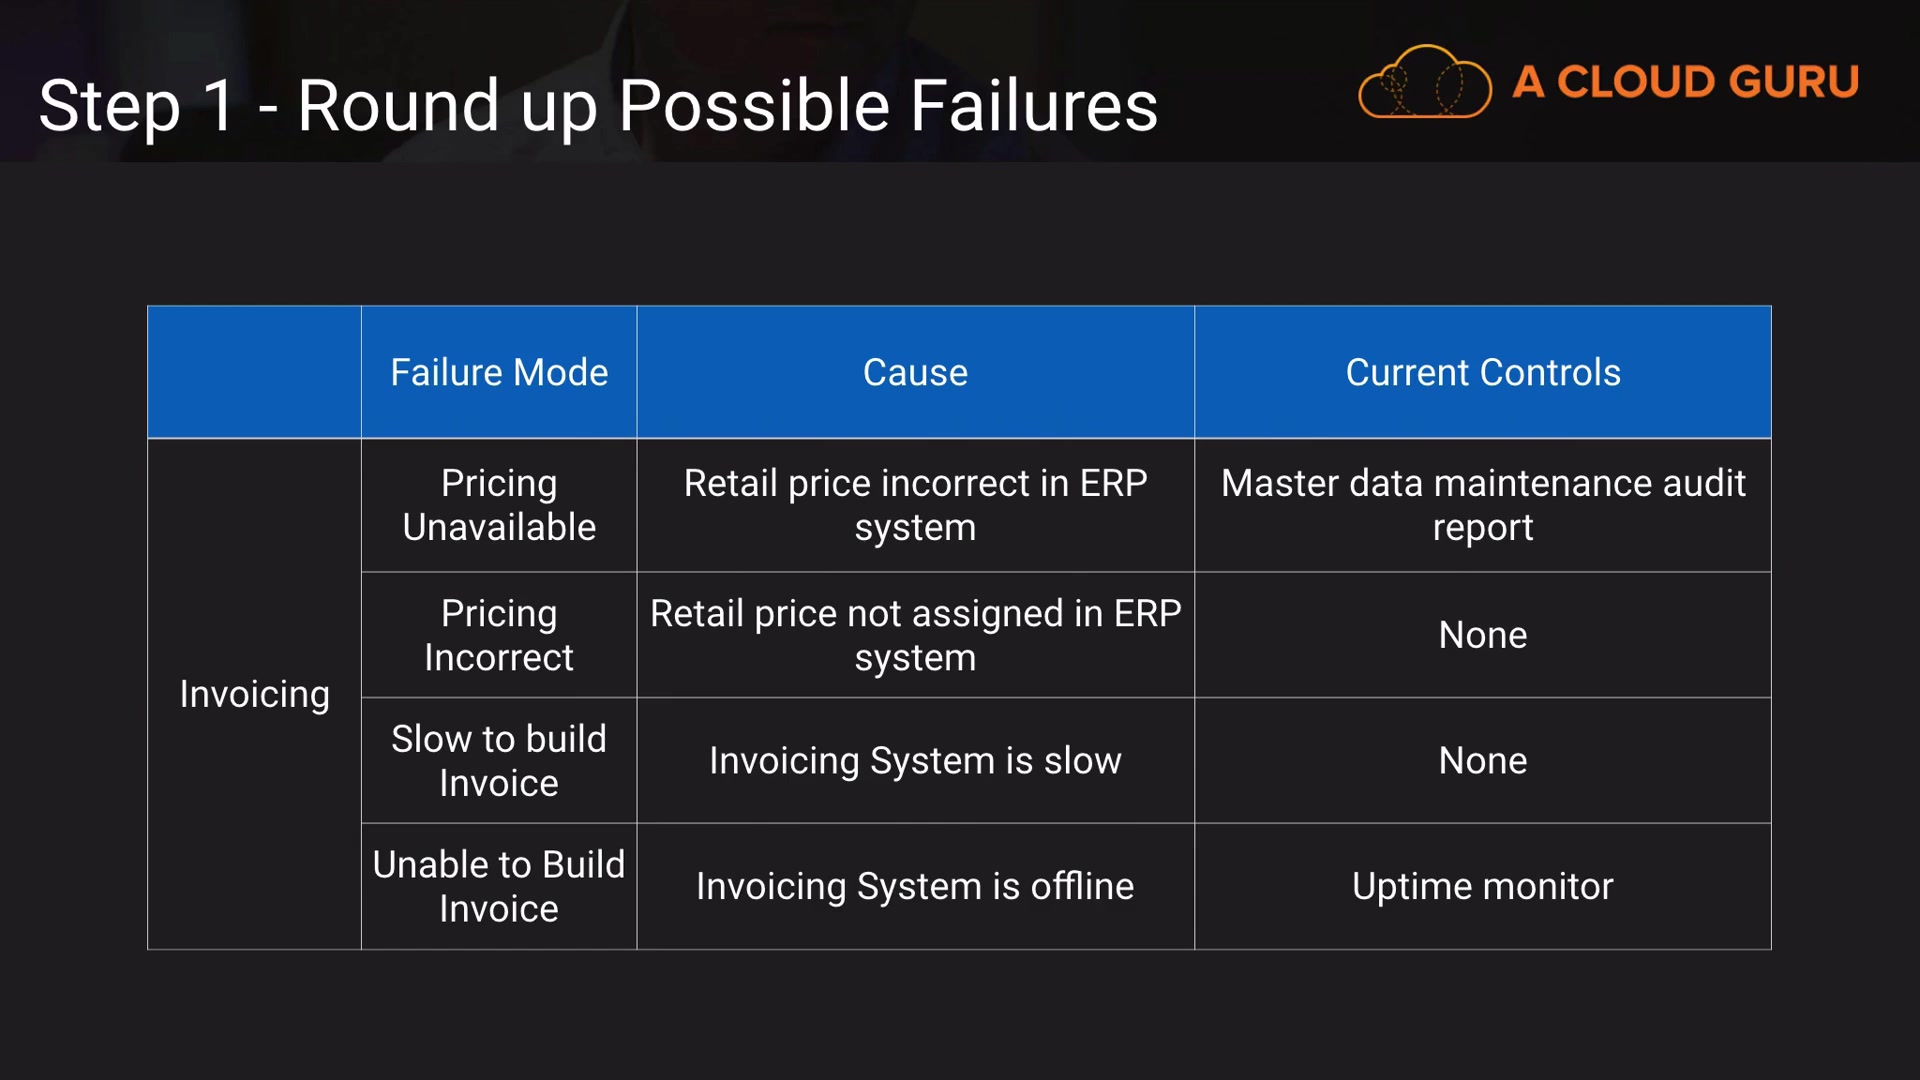 Step 1 - Round up Possible Failures
A CLOUD GURU
Failure Mode
Cause
Current Controls
Invoicing
Pricing
Unavailable
Retail price incorrect in ERP
system
Master data maintenance audit
report
Pricing
Incorrect
Retail price not assigned in ERP
system
None
Slow to build
Invoice
Invoicing System is slow
None
Unable to Build
Invoice
Invoicing System is offline
Uptime monitor